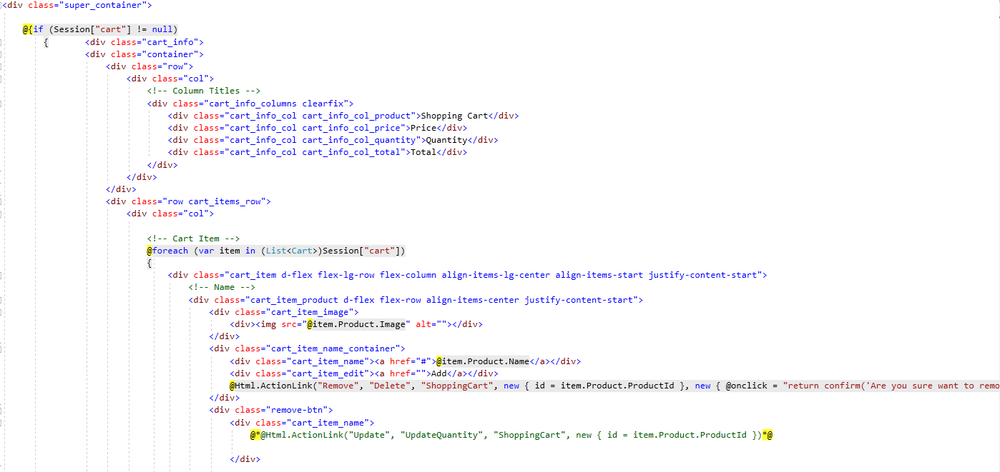 <div class="super_container">
@{if (Session["cart"] != null)
{ <div class="cart_info">
<div class="container">
<div class="row">
<div class="col">
<!-- Column Titles -->
<div class="cart_info_columns clearfix">
<div class="cart_info_col cart_info_col_product">Shopping Cart</div>
<div class="cart_info_col cart_info_col_price">Price</div>
<div class="cart_info_col cart_info_col_quantity">Quantity</div>
<div class="cart_info_col cart_info_col_total">Total</div>
</div>
</div>
</div>
<div class="row cart_items_row">
<div class="col">
<!-- Cart Item -->
@foreach (var item in (List<Cart>)Session["cart"])
{
<div class="cart_item d-flex flex-lg-row flex-column align-items-lg-center align-items-start justify-content-start">
<!-- Name -->
<div class="cart_item_product d-flex flex-row align-items-center justify-content-start">
<div class="cart_item_image">
<div><img src="@item.Product.Image" alt=""></div>
</div>
<div class="cart_item_name_container">
<div class="cart_item_name"><a href="#">@item.Product.Name</a></div>
<div class="cart_item_edit"><a href="">Add</a></div>
@Html.ActionLink("Remove", "Delete", "ShoppingCart", new { id = item.Product.ProductId }, new { @onclick = "return confirm('Are you sure want to remo
</div>
<div class="remove-btn">
<div class="cart_item_name">
@*@Html.ActionLink("Update", "UpdateQuantity", "ShoppingCart", new { id = item.Product.ProductId })*@
</div>